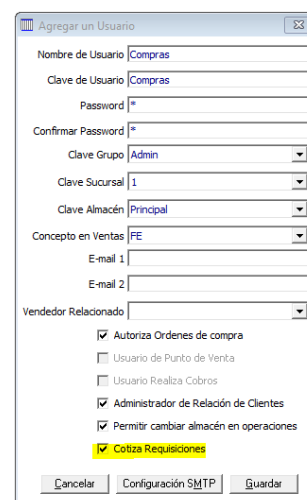 Agregar un Usuario
Nombre de Usuario Compras
Clave de Usuario Compras
Password *
Confirmar Password *
Clave Grupo Admin
Clave Sucursal 1
Clave Almacén Principal
Concepto en Ventas FE
E-mail 1
E-mail 2
Vendedor Relacionado
Autoriza Ordenes de compra
Usuario de Punto de Venta
Usuario Realiza Cobros
Administrador de Relación de Clientes
Permitir cambiar almacén en operaciones
Cotiza Requisiciones
Cancelar Configuración SMTP Guardar